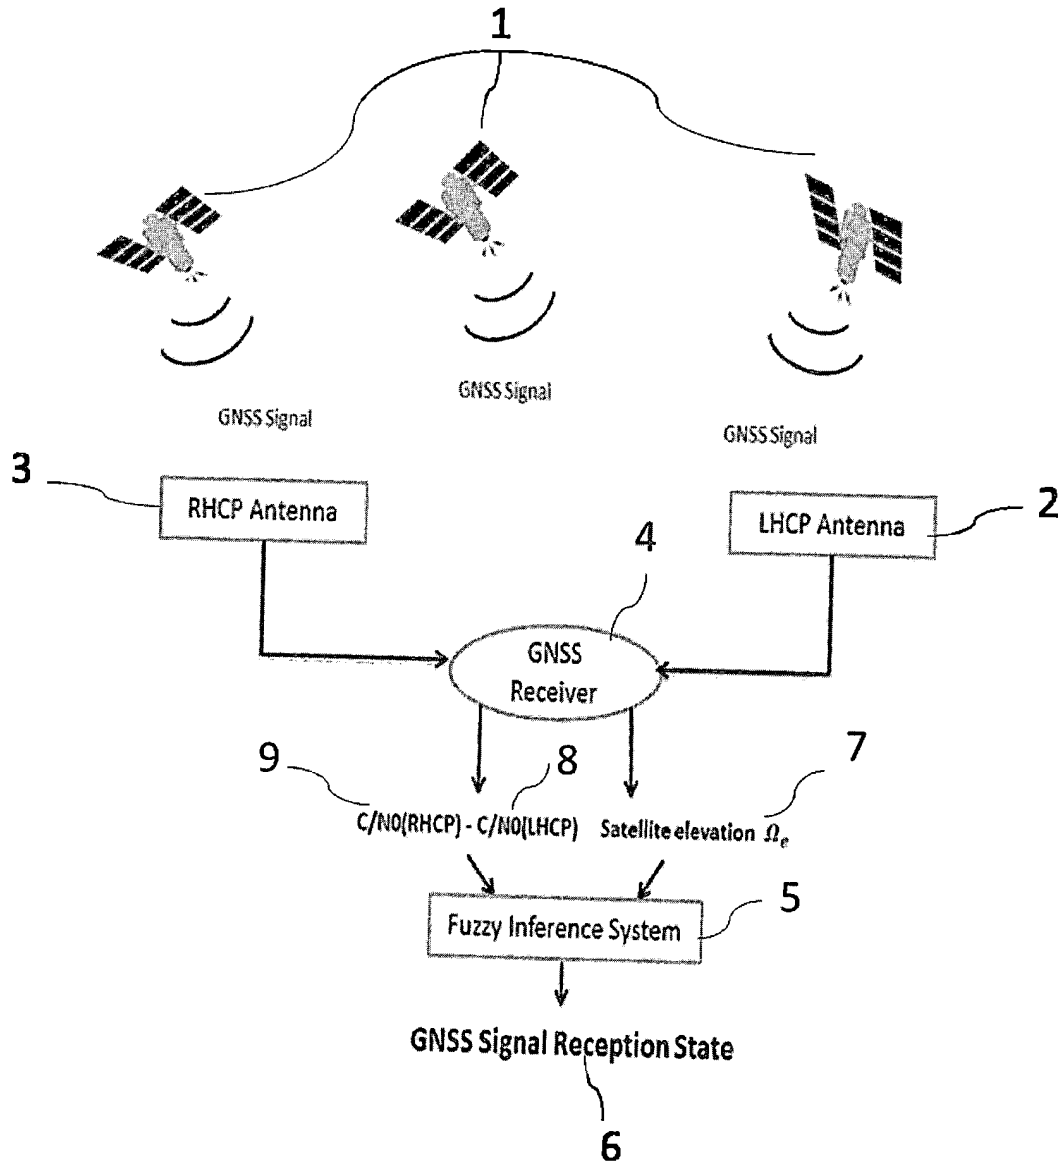 1
GNSS Signal
GNSS Signal
GNSS Signal
3
RHCP Antenna
LHCP Antenna
2
4
GNSS
Receiver
9
8
7
C/N0(RHCP) - C/N0(LHCP)
Satellite elevation Ωₑ
5
Fuzzy Inference System
GNSS Signal Reception State
6